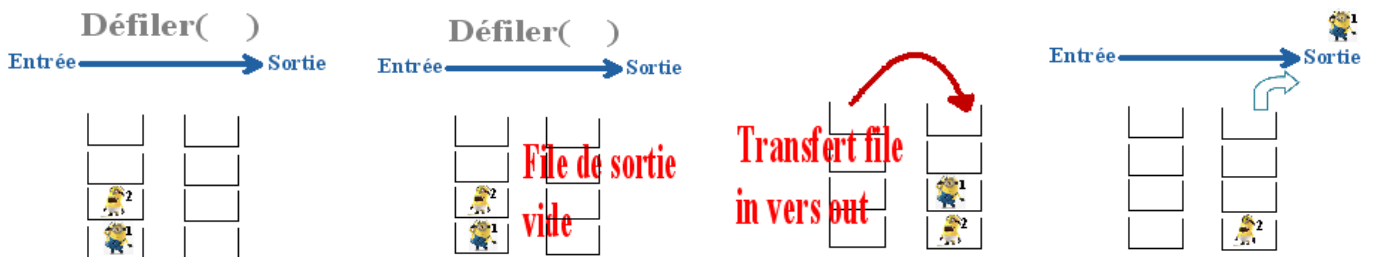 Défiler( )
Entrée Sortie
2
1
Défiler( )
Entrée Sortie
File de sortie
vide
2
1
Transfert file
in vers out
1
2
1
Entrée Sortie
2